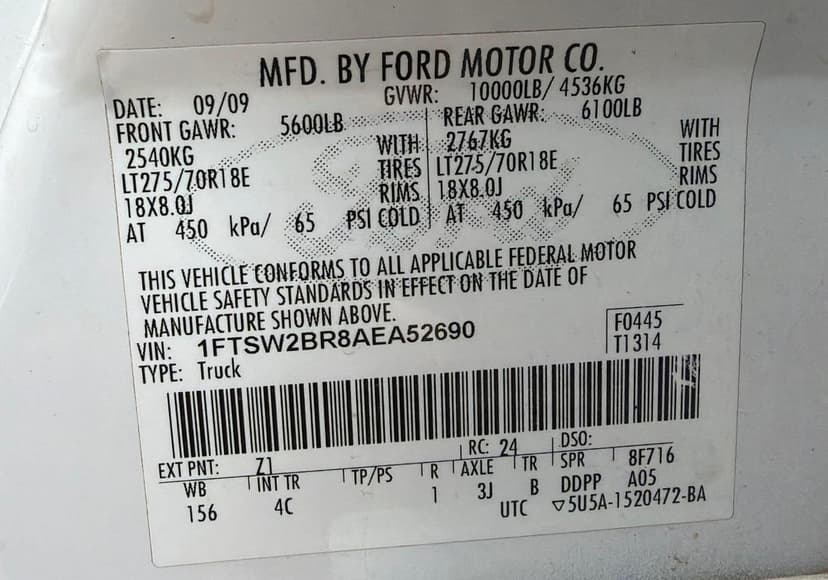 MFD. BY FORD MOTOR CO.
DATE: 09/09 GVWR: 10000LB/ 4536KG
FRONT GAWR: 5600LB REAR GAWR: 6100LB
2540KG WITH 2767KG WITH
LT275/70R18E TIRES LT275/70R18E TIRES
18X8.0J RIMS 18X8.0J RIMS
AT 450 kPa/ 65 PSI COLD AT 450 kPa/ 65 PSI COLD
THIS VEHICLE CONFORMS TO ALL APPLICABLE FEDERAL MOTOR
VEHICLE SAFETY STANDARDS IN EFFECT ON THE DATE OF
MANUFACTURE SHOWN ABOVE.
VIN: 1FTSW2BR8AEA52690 F0445
TYPE: Truck T1314
EXT PNT: Z1 RC: 24 DSO:
WB INT TR TP/PS R AXLE TR SPR 8F716
156 4C 1 3J B DDPP A05
UTC ▽5U5A-1520472-BA